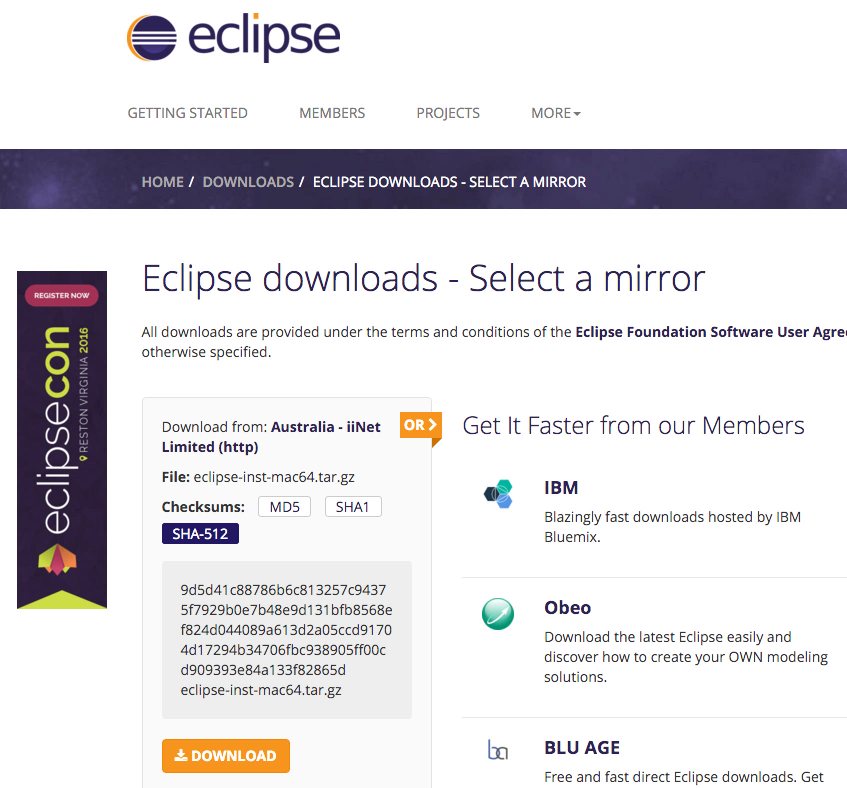 eclipse
GETTING STARTED MEMBERS PROJECTS MORE
HOME / DOWNLOADS / ECLIPSE DOWNLOADS - SELECT A MIRROR
REGISTER NOW
eclipsecon
RESTON VIRGINIA 2016
Eclipse downloads - Select a mirror
All downloads are provided under the terms and conditions of the Eclipse Foundation Software User Agre
otherwise specified.
Download from: Australia - iiNet
Limited (http)
OR
File: eclipse-inst-mac64.tar.gz
Checksums: MD5 SHA1
SHA-512
9d5d41c88786b6c813257c9437
5f7929b0e7b48e9d131bfb8568e
f824d044089a613d2a05ccd9170
4d17294b34706fbc938905ff00c
d909393e84a133f82865d
eclipse-inst-mac64.tar.gz
DOWNLOAD
Get It Faster from our Members
IBM
Blazingly fast downloads hosted by IBM
Bluemix.
Obeo
Download the latest Eclipse easily and
discover how to create your OWN modeling
solutions.
ba
BLU AGE
Free and fast direct Eclipse downloads. Get